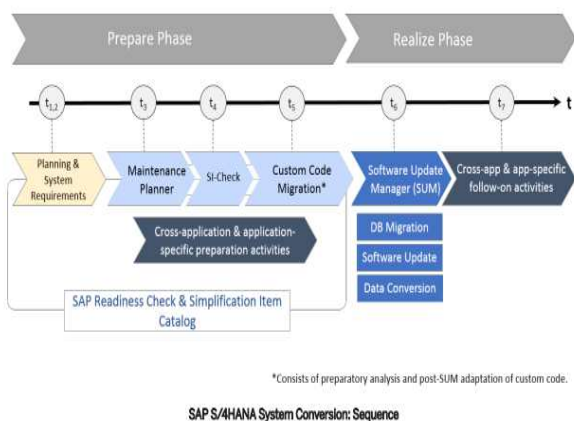 Prepare Phase
Realize Phase
t1,2
t3
t4
t5
t6
t7
t
Planning &
System
Requirements
Maintenance
Planner
SI-Check
Custom Code
Migration*
Software Update
Manager (SUM)
Cross-app & app-specific
follow-on activities
Cross-application & application-
specific preparation activities
DB Migration
Software Update
Data Conversion
SAP Readiness Check & Simplification Item
Catalog
*Consists of preparatory analysis and post-SUM adaptation of custom code.
SAP S/4HANA System Conversion: Sequence